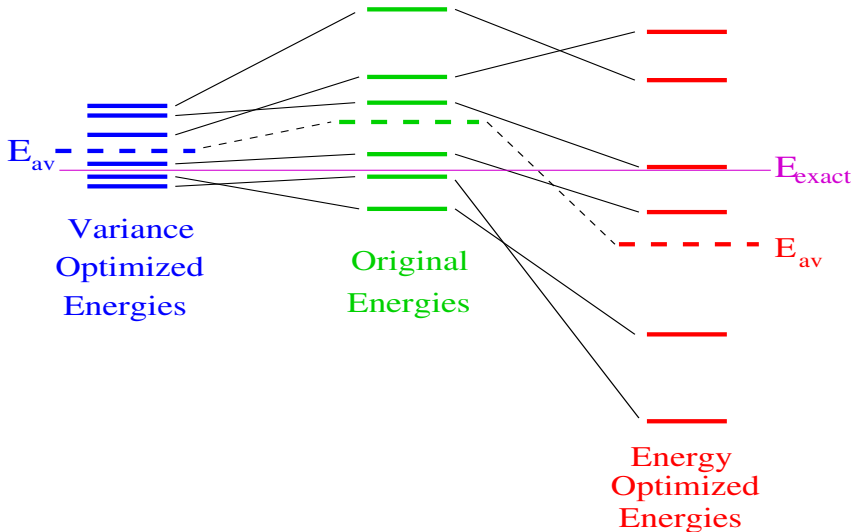 E_av
E_exact
Variance
Optimized
Energies
Original
Energies
E_av
Energy
Optimized
Energies